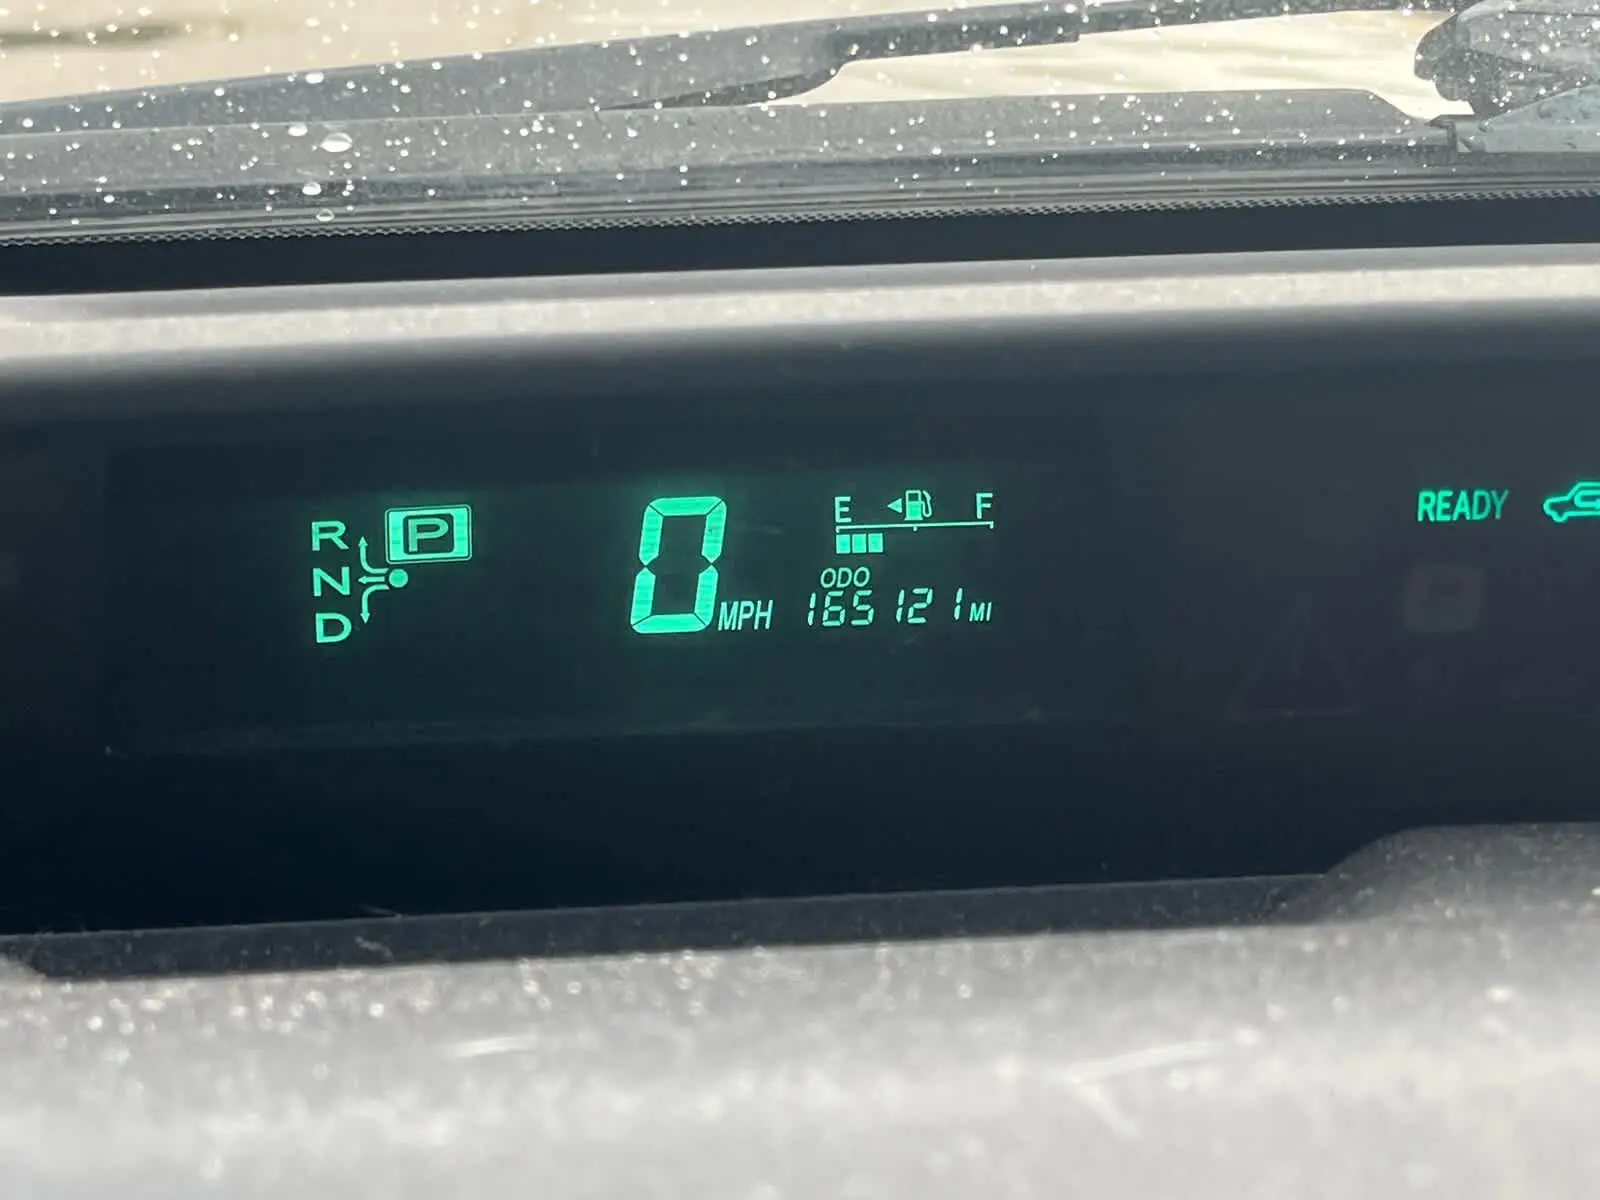 R P
N
D
0 MPH
E F
ODO
165121 MI
READY